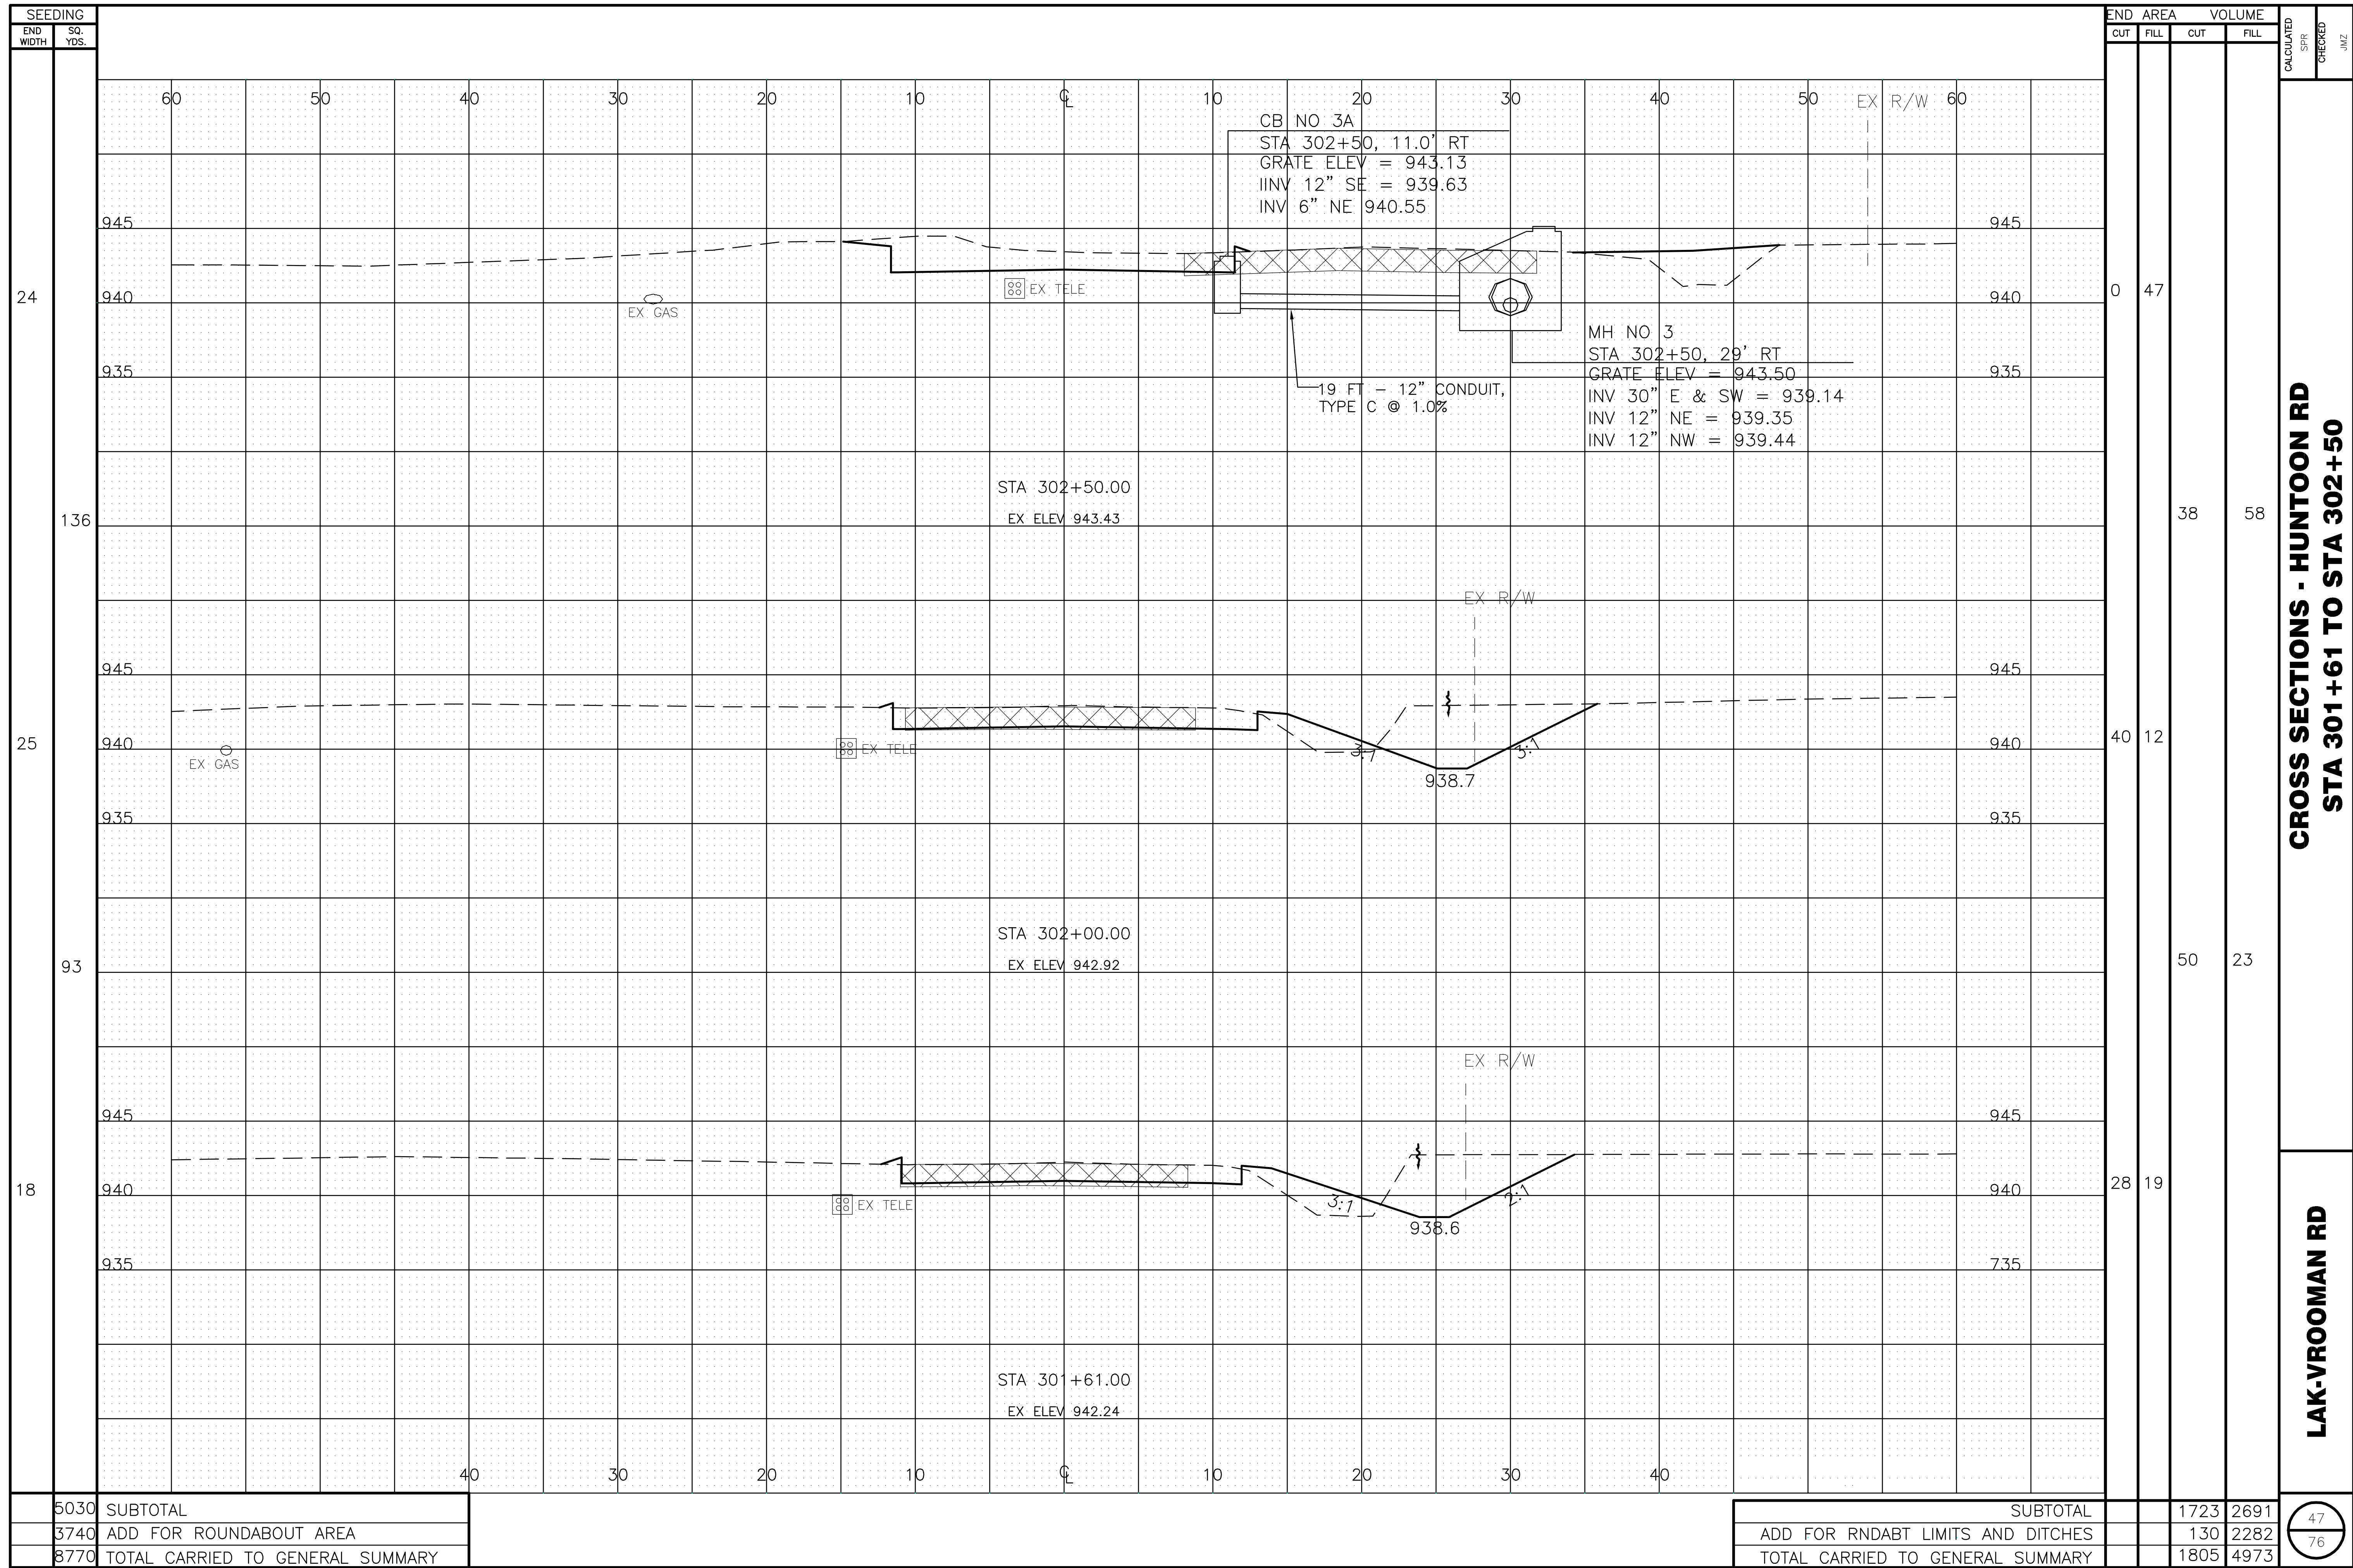 SEEDING
END WIDTH
SQ. YDS.
END AREA VOLUME
CUT FILL CUT FILL
CALCULATED
SPR
CHECKED
JMZ
60 50 40 30 20 10 ℄ 10 20 30 40 50 EX R/W 60
CB NO 3A
STA 302+50, 11.0' RT
GRATE ELEV = 943.13
IINV 12" SE = 939.63
INV 6" NE 940.55
945 945
24 940 940 0 47
EX TELE
EX GAS
935 935
MH NO 3
STA 302+50, 29' RT
GRATE ELEV = 943.50
INV 30" E & SW = 939.14
INV 12" NE = 939.35
INV 12" NW = 939.44
19 FT - 12" CONDUIT,
TYPE C @ 1.0%
STA 302+50.00
EX ELEV 943.43
136 38 58
EX R/W
945 945
25 940 940 40 12
EX GAS
EX TELE
3:1
3:1
938.7
935 935
STA 302+00.00
EX ELEV 942.92
93 50 23
EX R/W
945 945
18 940 940 28 19
EX TELE
3:1
2:1
938.6
935 735
STA 301+61.00
EX ELEV 942.24
40 30 20 10 ℄ 10 20 30 40
5030 SUBTOTAL
3740 ADD FOR ROUNDABOUT AREA
8770 TOTAL CARRIED TO GENERAL SUMMARY
SUBTOTAL 1723 2691
ADD FOR RNDABT LIMITS AND DITCHES 130 2282
TOTAL CARRIED TO GENERAL SUMMARY 1805 4973
CROSS SECTIONS - HUNTOON RD
STA 301+61 TO STA 302+50
LAK-VROOMAN RD
47
76